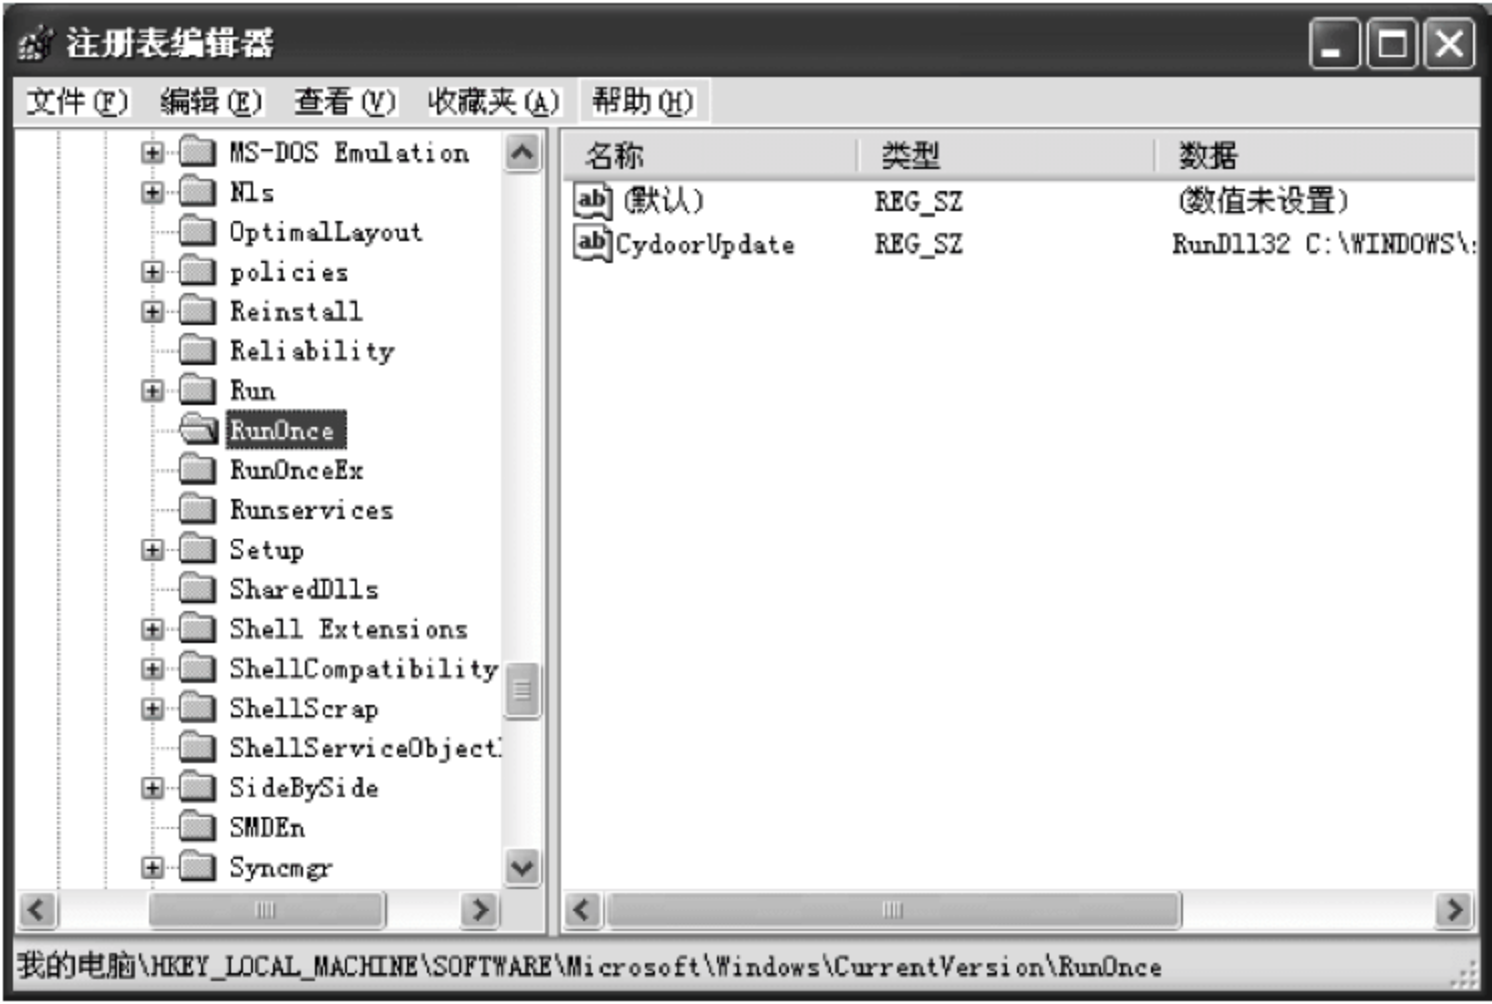 注册表编辑器
文件(F) 编辑(E) 查看(V) 收藏夹(A) 帮助(H)
MS-DOS Emulation
Nls
OptimalLayout
policies
Reinstall
Reliability
Run
RunOnce
RunOnceEx
Runservices
Setup
SharedDlls
Shell Extensions
ShellCompatibility
ShellScrap
ShellServiceObject
SideBySide
SMDEn
Syncmgr
名称 类型 数据
ab (默认) REG_SZ (数值未设置)
ab CydoorUpdate REG_SZ RunDll32 C:\WINDOWS\
我的电脑\HKEY_LOCAL_MACHINE\SOFTWARE\Microsoft\Windows\CurrentVersion\RunOnce